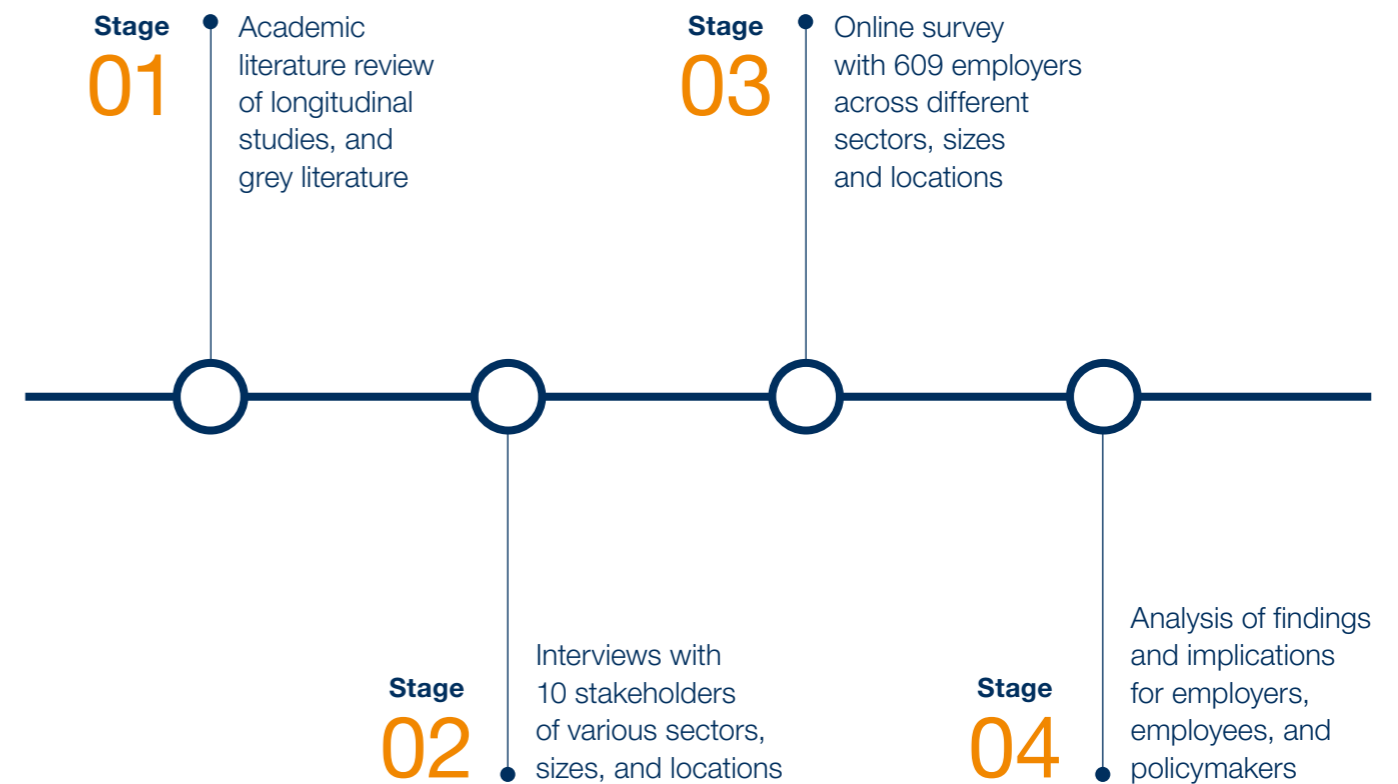 Stage
01
Academic
literature review
of longitudinal
studies, and
grey literature
Stage
02
Interviews with
10 stakeholders
of various sectors,
sizes, and locations
Stage
03
Online survey
with 609 employers
across different
sectors, sizes
and locations
Stage
04
Analysis of findings
and implications
for employers,
employees, and
policymakers